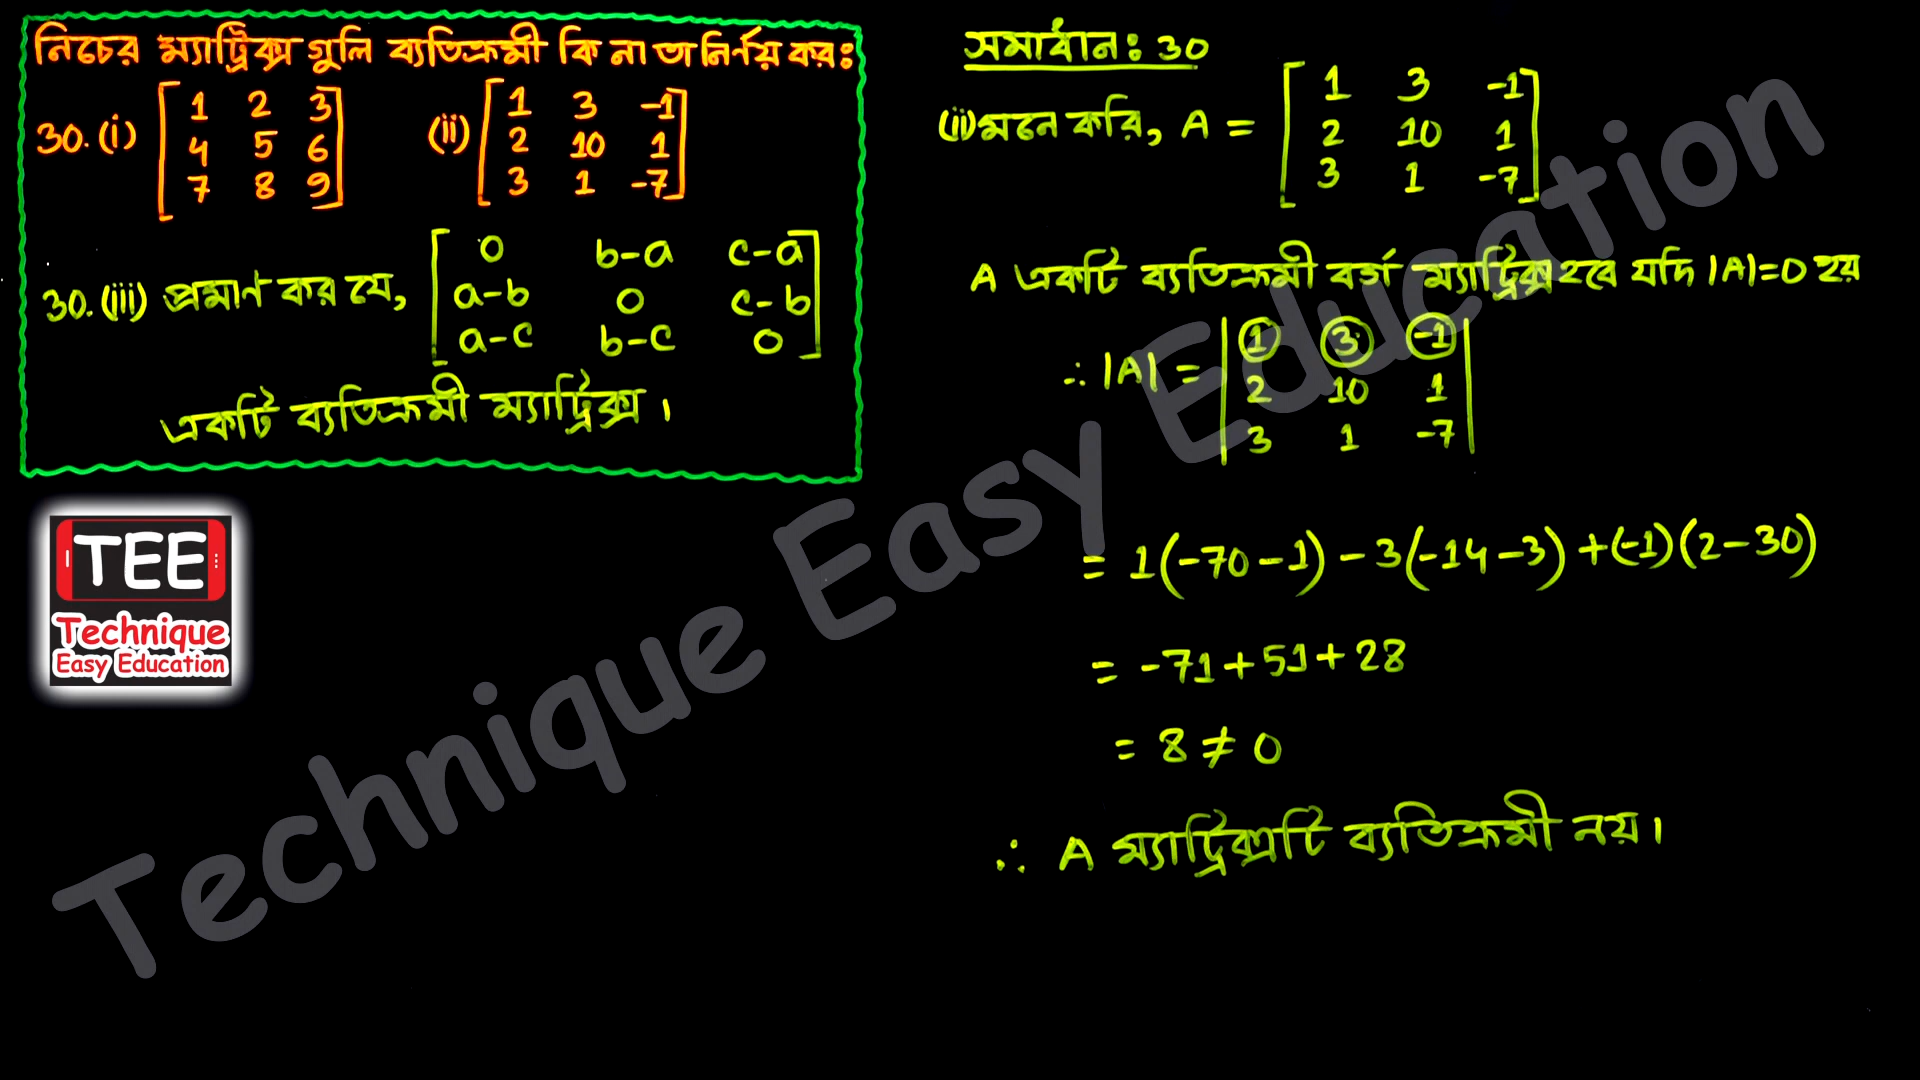 নিচের ম্যাট্রিক্স গুলি ব্যতিক্রমী কি না তা নির্ণয় কর:
30. (i) [1 2 3
4 5 6
7 8 9]
(ii) [1 3 -1
2 10 1
3 1 -7]
30. (iii) প্রমাণ কর যে, [0 b-a c-a
a-b 0 c-b
a-c b-c 0]
একটি ব্যতিক্রমী ম্যাট্রিক্স।
TEE
Technique
Easy Education
সমাধান: 30
(ii) মনে করি, A = [1 3 -1
2 10 1
3 1 -7]
A একটি ব্যতিক্রমী বর্গ ম্যাট্রিক্স হবে যদি |A|=0 হয়
∴ |A| = |1 3 -1
2 10 1
3 1 -7|
= 1(-70-1) - 3(-14-3) + (-1)(2-30)
= -71+51+28
= 8 ≠ 0
∴ A ম্যাট্রিক্সটি ব্যতিক্রমী নয়।
Technique Easy Education